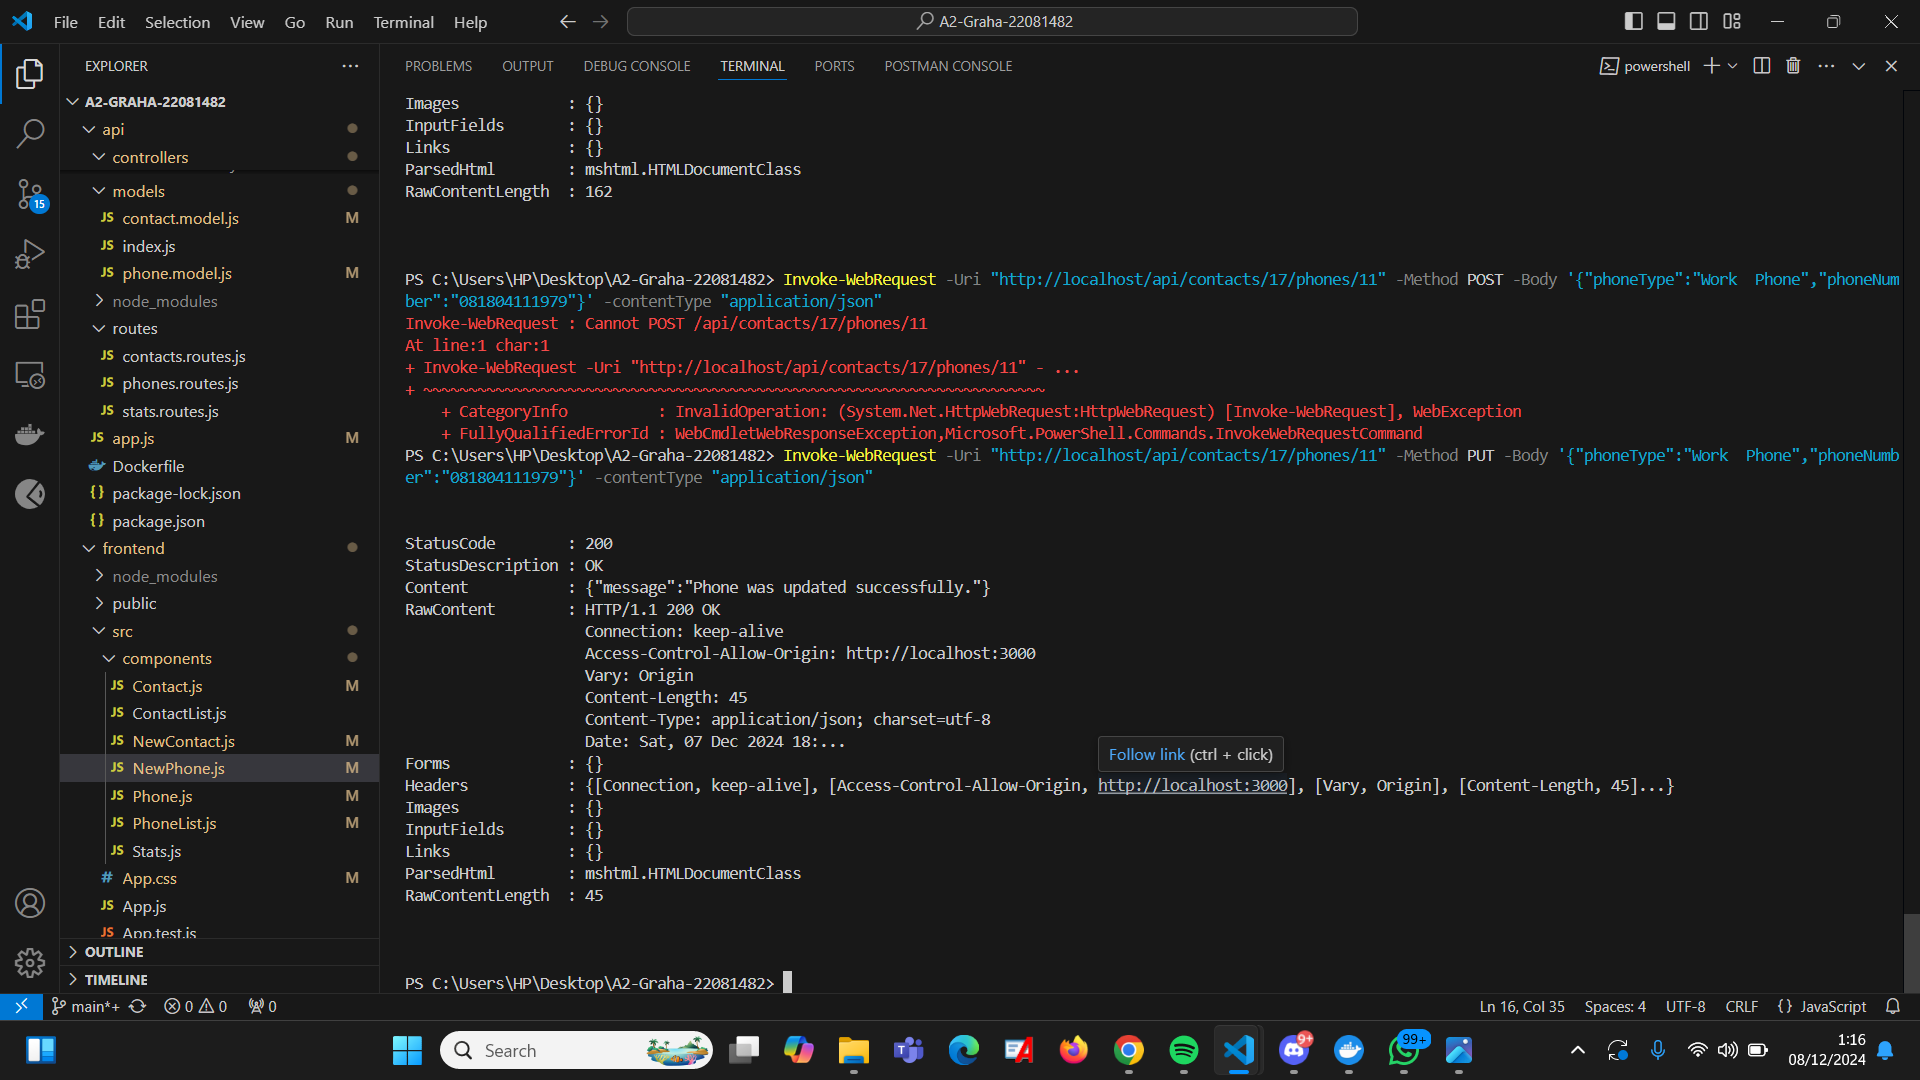 File Edit Selection View Go Run Terminal Help
A2-Graha-22081482
EXPLORER
A2-GRAHA-22081482
api
controllers
models
contact.model.js M
index.js
phone.model.js M
node_modules
routes
contacts.routes.js
phones.routes.js
stats.routes.js
app.js M
Dockerfile
package-lock.json
package.json
frontend
node_modules
public
src
components
Contact.js M
ContactList.js
NewContact.js M
NewPhone.js M
Phone.js M
PhoneList.js M
Stats.js
App.css M
App.js
App.test.js
OUTLINE
TIMELINE
15
PROBLEMS OUTPUT DEBUG CONSOLE TERMINAL PORTS POSTMAN CONSOLE
powershell
Images : {}
InputFields : {}
Links : {}
ParsedHtml : mshtml.HTMLDocumentClass
RawContentLength : 162
PS C:\Users\HP\Desktop\A2-Graha-22081482> Invoke-WebRequest -Uri "http://localhost/api/contacts/17/phones/11" -Method POST -Body '{"phoneType":"Work  Phone","phoneNum
ber":"081804111979"}' -contentType "application/json"
Invoke-WebRequest : Cannot POST /api/contacts/17/phones/11
At line:1 char:1
+ Invoke-WebRequest -Uri "http://localhost/api/contacts/17/phones/11" - ...
+ ~~~~~~~~~~~~~~~~~~~~~~~~~~~~~~~~~~~~~~~~~~~~~~~~~~~~~~~~~~~~~~~~~~~~~
+ CategoryInfo : InvalidOperation: (System.Net.HttpWebRequest:HttpWebRequest) [Invoke-WebRequest], WebException
+ FullyQualifiedErrorId : WebCmdletWebResponseException,Microsoft.PowerShell.Commands.InvokeWebRequestCommand
PS C:\Users\HP\Desktop\A2-Graha-22081482> Invoke-WebRequest -Uri "http://localhost/api/contacts/17/phones/11" -Method PUT -Body '{"phoneType":"Work  Phone","phoneNumb
er":"081804111979"}' -contentType "application/json"
StatusCode : 200
StatusDescription : OK
Content : {"message":"Phone was updated successfully."}
RawContent : HTTP/1.1 200 OK
Connection: keep-alive
Access-Control-Allow-Origin: http://localhost:3000
Vary: Origin
Content-Length: 45
Content-Type: application/json; charset=utf-8
Date: Sat, 07 Dec 2024 18:...
Follow link (ctrl + click)
Forms : {}
Headers : {[Connection, keep-alive], [Access-Control-Allow-Origin, http://localhost:3000], [Vary, Origin], [Content-Length, 45]...}
Images : {}
InputFields : {}
Links : {}
ParsedHtml : mshtml.HTMLDocumentClass
RawContentLength : 45
PS C:\Users\HP\Desktop\A2-Graha-22081482>
main*+ 0 0 0 Ln 16, Col 35 Spaces: 4 UTF-8 CRLF {} JavaScript
Search 9+ 99+ 1:16
08/12/2024